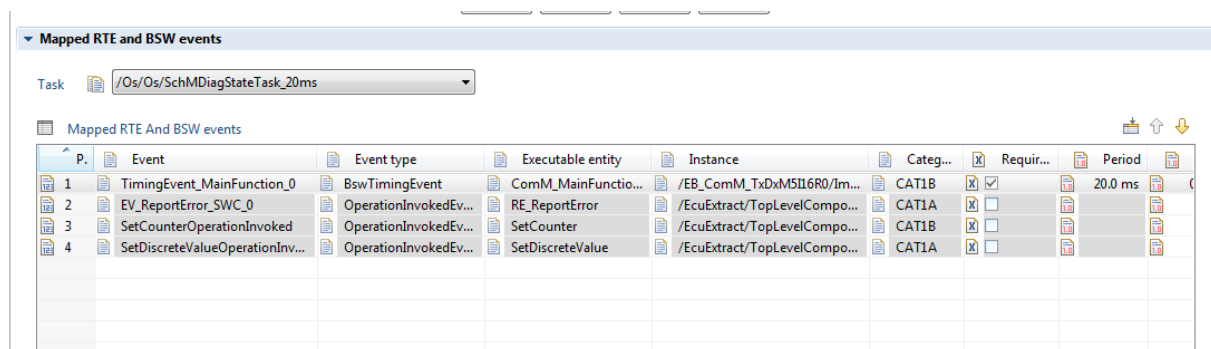 Mapped RTE and BSW events
Task /Os/Os/SchMDiagStateTask_20ms
Mapped RTE And BSW events
P. Event Event type Executable entity Instance Categ... Requir... Period
1 TimingEvent_MainFunction_0 BswTimingEvent ComM_MainFunctio... /EB_ComM_TxDxM5I16R0/Im... CAT1B 20.0 ms 0
2 EV_ReportError_SWC_0 OperationInvokedEv... RE_ReportError /EcuExtract/TopLevelCompo... CAT1A
3 SetCounterOperationInvoked OperationInvokedEv... SetCounter /EcuExtract/TopLevelCompo... CAT1B
4 SetDiscreteValueOperationInv... OperationInvokedEv... SetDiscreteValue /EcuExtract/TopLevelCompo... CAT1A